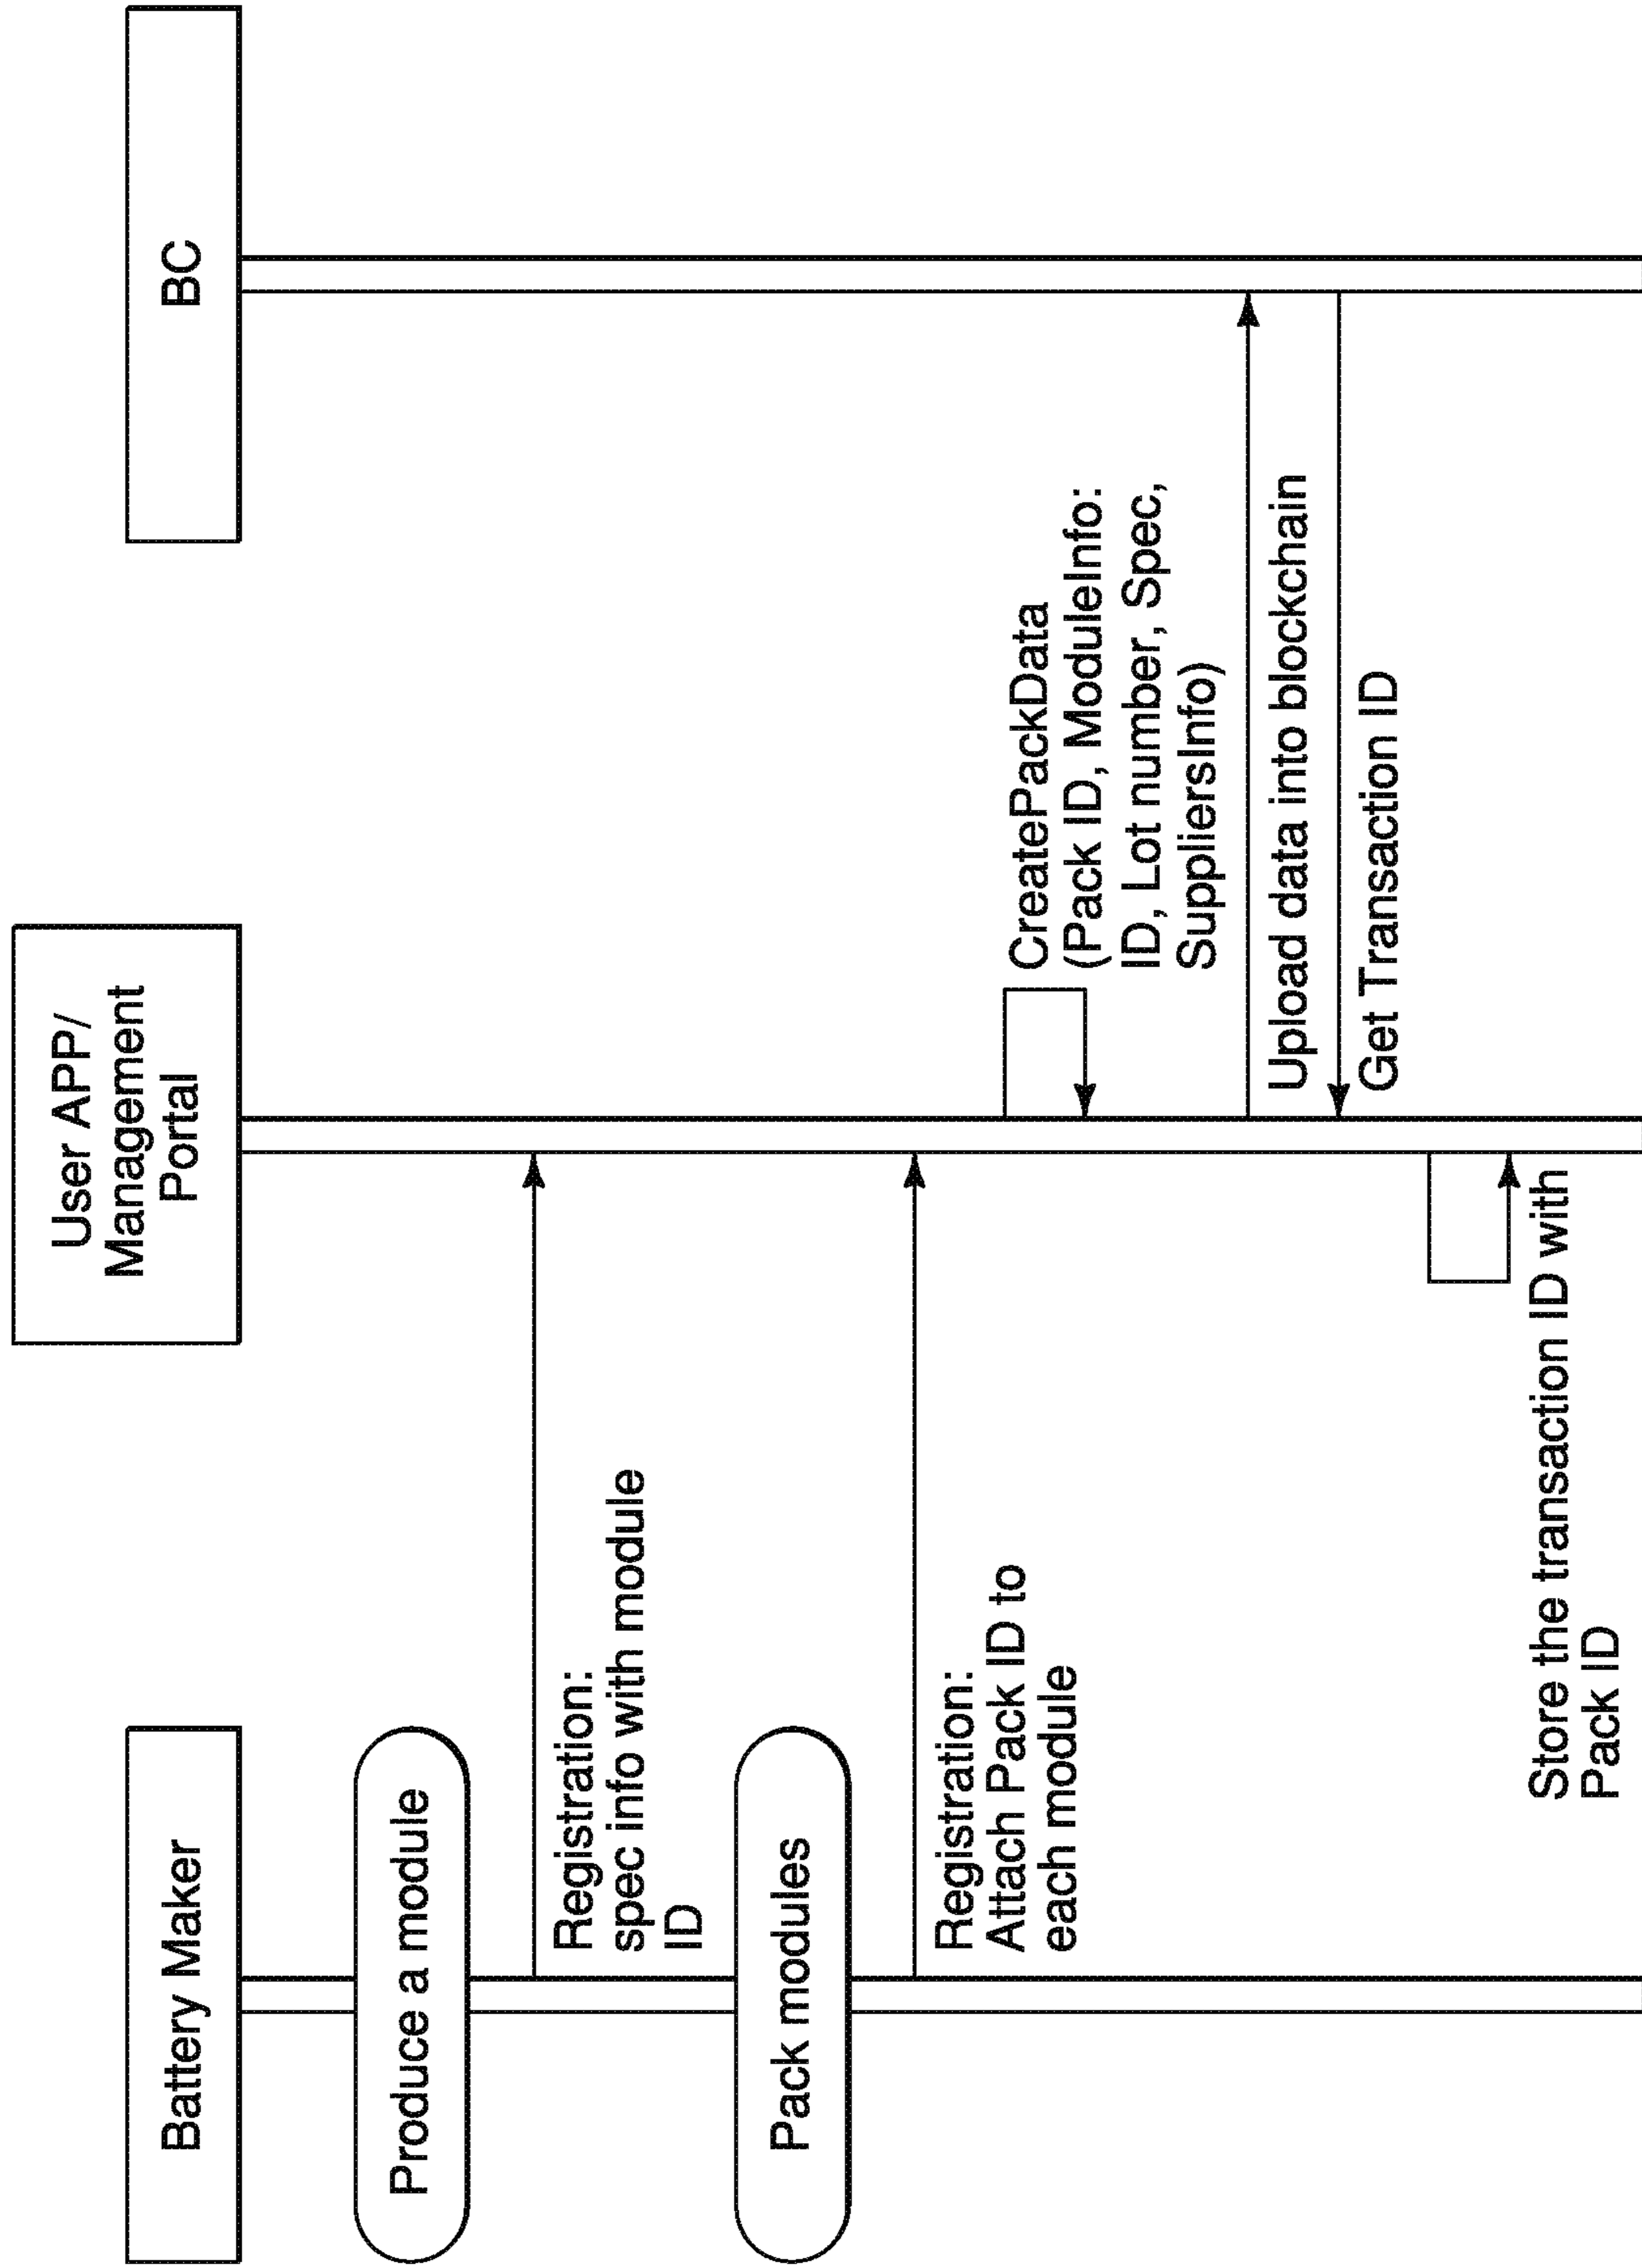 Battery Maker
User APP/
Management
Portal
BC
Produce a module
Registration:
spec info with module
ID
Pack modules
Registration:
Attach Pack ID to
each module
CreatePackData
(Pack ID, ModuleInfo:
ID, Lot number, Spec,
SuppliersInfo)
Upload data into blockchain
Get Transaction ID
Store the transaction ID with
Pack ID